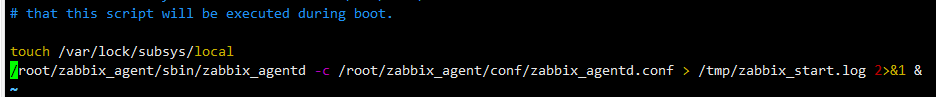 # that this script will be executed during boot.
touch /var/lock/subsys/local
/root/zabbix_agent/sbin/zabbix_agentd -c /root/zabbix_agent/conf/zabbix_agentd.conf > /tmp/zabbix_start.log 2>&1 &
~